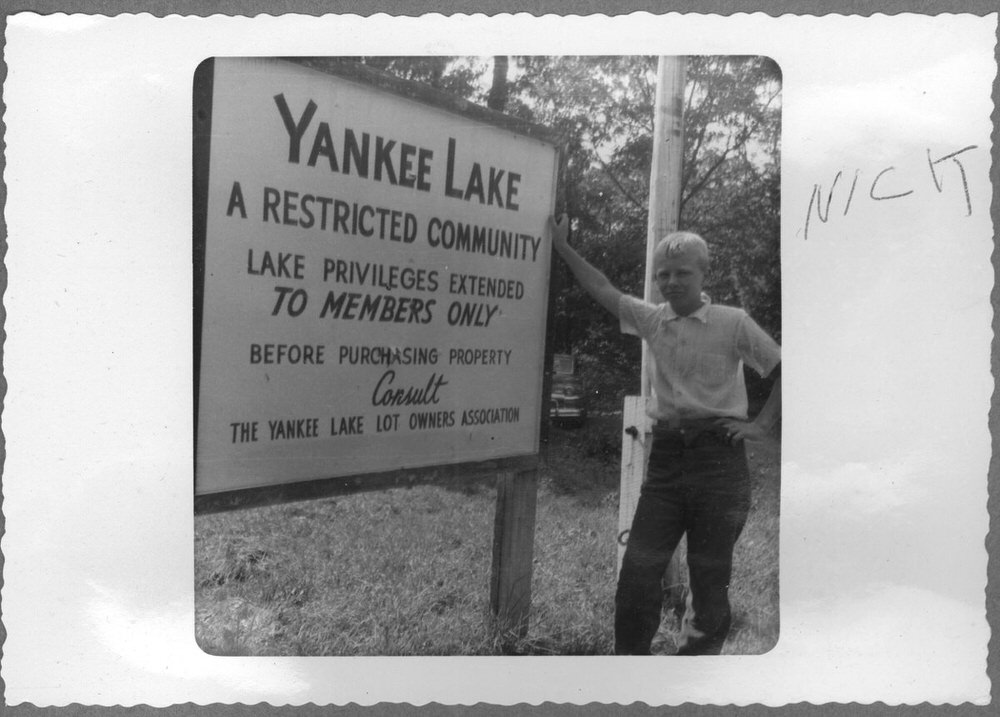 YANKEE LAKE
A RESTRICTED COMMUNITY
LAKE PRIVILEGES EXTENDED
TO MEMBERS ONLY
BEFORE PURCHASING PROPERTY
Consult
THE YANKEE LAKE LOT OWNERS ASSOCIATION
NICK